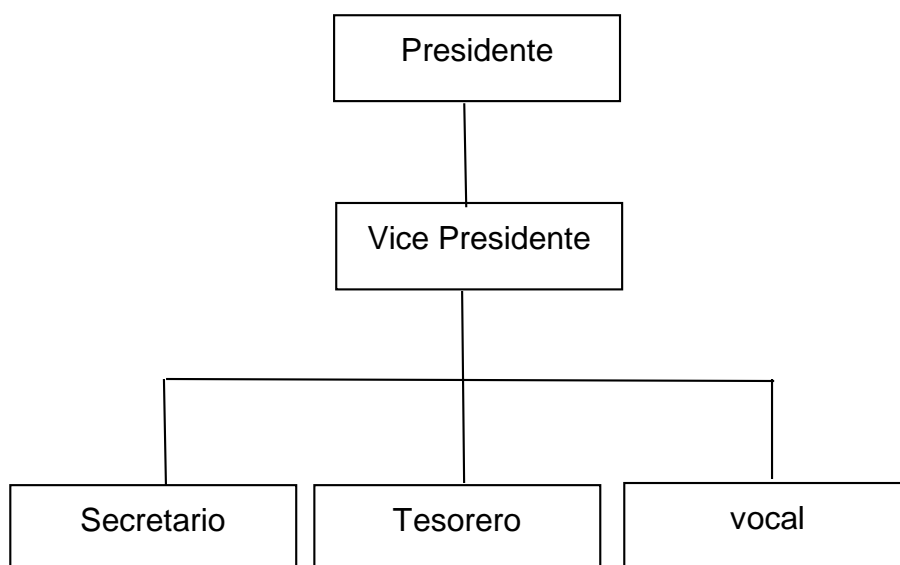 Presidente
Vice Presidente
Secretario
Tesorero
vocal